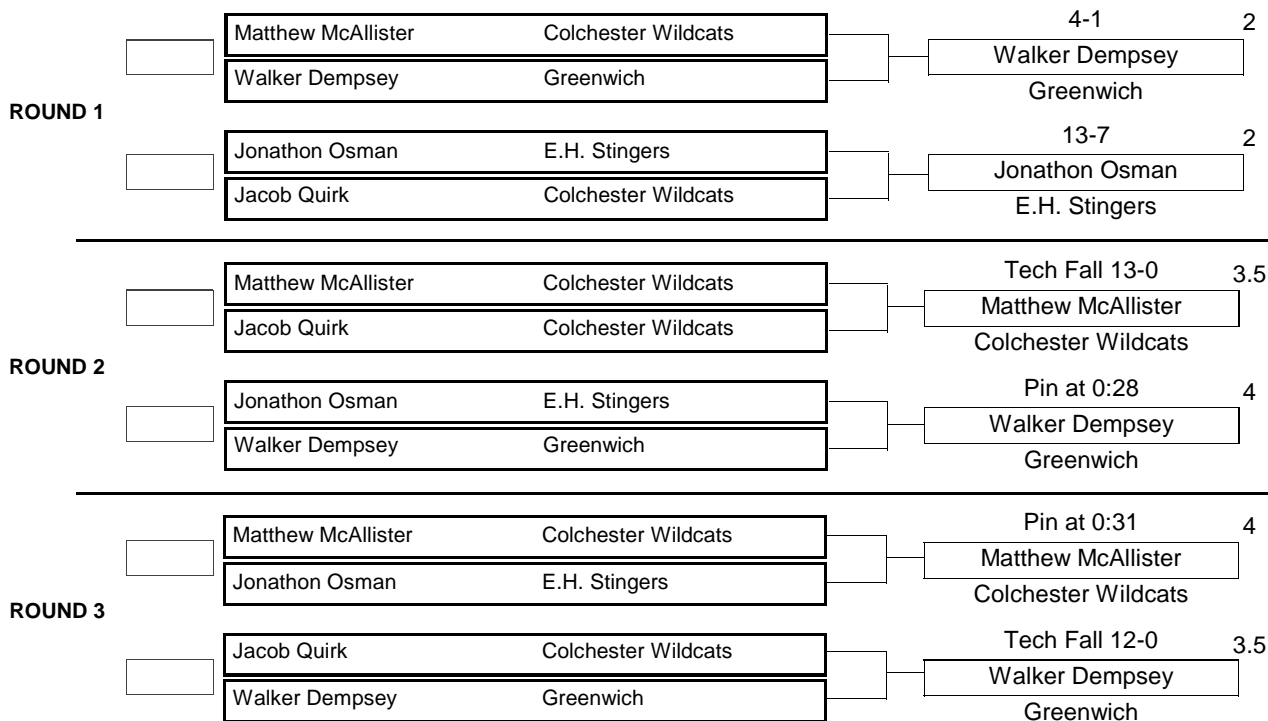 4-1 2
Matthew McAllister Colchester Wildcats
Walker Dempsey
Walker Dempsey Greenwich
Greenwich
ROUND 1
13-7 2
Jonathon Osman E.H. Stingers
Jonathon Osman
Jacob Quirk Colchester Wildcats
E.H. Stingers
Tech Fall 13-0 3.5
Matthew McAllister Colchester Wildcats
Matthew McAllister
Jacob Quirk Colchester Wildcats
Colchester Wildcats
ROUND 2
Pin at 0:28 4
Jonathon Osman E.H. Stingers
Walker Dempsey
Walker Dempsey Greenwich
Greenwich
Pin at 0:31 4
Matthew McAllister Colchester Wildcats
Matthew McAllister
Jonathon Osman E.H. Stingers
Colchester Wildcats
ROUND 3
Tech Fall 12-0 3.5
Jacob Quirk Colchester Wildcats
Walker Dempsey
Walker Dempsey Greenwich
Greenwich